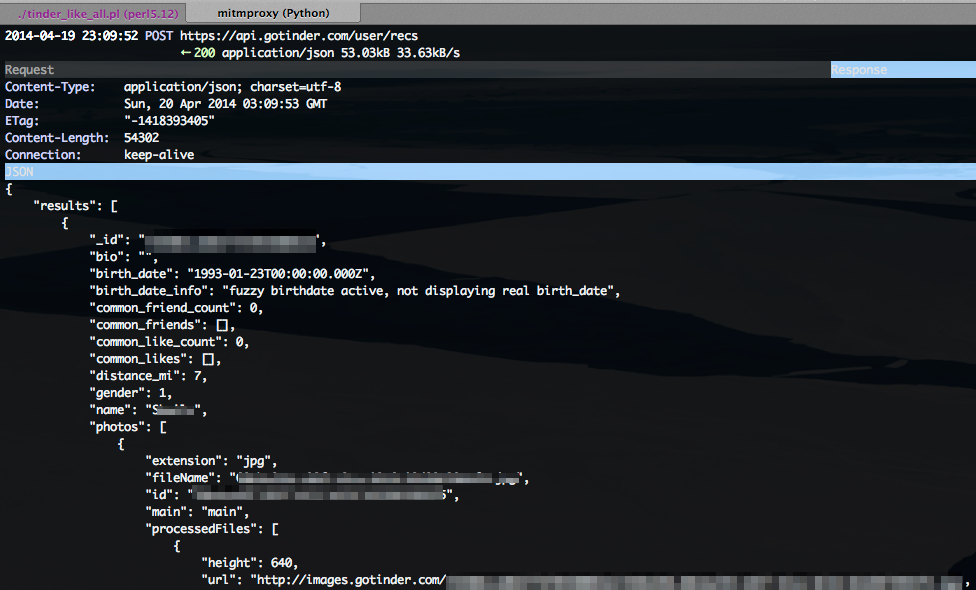 ./tinder_like_all.pl (perl5.12) mitmproxy (Python)
2014-04-19 23:09:52 POST https://api.gotinder.com/user/recs
←200 application/json 53.03kB 33.63kB/s
Request Response
Content-Type: application/json; charset=utf-8
Date: Sun, 20 Apr 2014 03:09:53 GMT
ETag: "-1418393405"
Content-Length: 54302
Connection: keep-alive
JSON
{
"results": [
{
"_id": "
"bio": "",
"birth_date": "1993-01-23T00:00:00.000Z",
"birth_date_info": "fuzzy birthdate active, not displaying real birth_date",
"common_friend_count": 0,
"common_friends": [],
"common_like_count": 0,
"common_likes": [],
"distance_mi": 7,
"gender": 1,
"name": "
"photos": [
{
"extension": "jpg",
"fileName": "
"id": "
"main": "main",
"processedFiles": [
{
"height": 640,
"url": "http://images.gotinder.com/